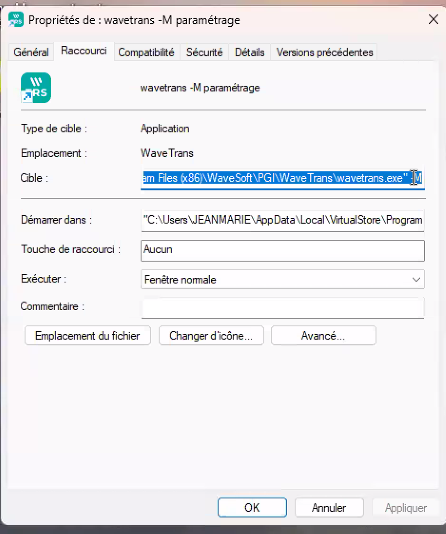 Propriétés de : wavetrans -M paramétrage
Général Raccourci Compatibilité Sécurité Détails Versions précédentes
RS
wavetrans -M paramétrage
Type de cible : Application
Emplacement : WaveTrans
Cible : am Files (x86)\WaveSoft\PGI\WaveTrans\wavetrans.exe" -M
Démarrer dans : "C:\Users\JEANMARIE\AppData\Local\VirtualStore\Program
Touche de raccourci : Aucun
Exécuter : Fenêtre normale
Commentaire :
Emplacement du fichier Changer d'icône... Avancé...
OK Annuler Appliquer